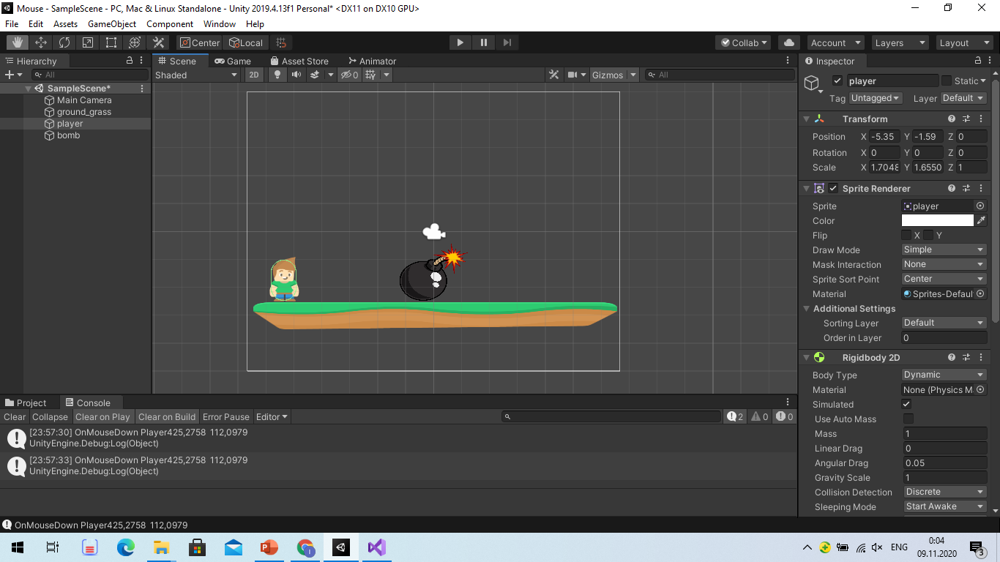 Mouse - SampleScene - PC, Mac & Linux Standalone - Unity 2019.4.13f1 Personal* <DX11 on DX10 GPU>
File Edit Assets GameObject Component Window Help
Center Local Collab Account Layers Layout
Hierarchy
All
SampleScene*
Main Camera
ground_grass
player
bomb
Scene Game Asset Store Animator
Shaded 2D 0 Gizmos All
Inspector
player Static
Tag Untagged Layer Default
Transform
Position X -5.35 Y -1.59 Z 0
Rotation X 0 Y 0 Z 0
Scale X 1.7048 Y 1.6550 Z 1
Sprite Renderer
Sprite player
Color
Flip X Y
Draw Mode Simple
Mask Interaction None
Sprite Sort Point Center
Material Sprites-Defaul
Additional Settings
Sorting Layer Default
Order in Layer 0
Rigidbody 2D
Body Type Dynamic
Material None (Physics M
Simulated
Use Auto Mass
Mass 1
Linear Drag 0
Angular Drag 0.05
Gravity Scale 1
Collision Detection Discrete
Sleeping Mode Start Awake
Project Console
Clear Collapse Clear on Play Clear on Build Error Pause Editor 2 0 0
[23:57:30] OnMouseDown Player425,2758 112,0979
UnityEngine.Debug:Log(Object)
[23:57:33] OnMouseDown Player425,2758 112,0979
UnityEngine.Debug:Log(Object)
OnMouseDown Player425,2758 112,0979
ENG
0:04
09.11.2020
3